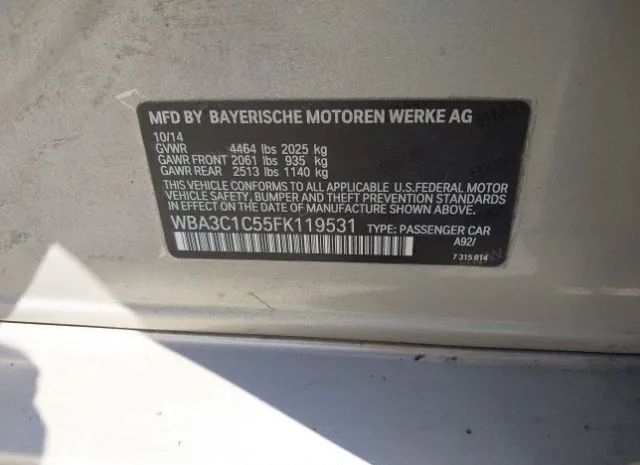 MFD BY BAYERISCHE MOTOREN WERKE AG
10/14
GVWR 4464 lbs 2025 kg
GAWR FRONT 2061 lbs 935 kg
GAWR REAR 2513 lbs 1140 kg
THIS VEHICLE CONFORMS TO ALL APPLICABLE U.S.FEDERAL MOTOR
VEHICLE SAFETY, BUMPER AND THEFT PREVENTION STANDARDS
IN EFFECT ON THE DATE OF MANUFACTURE SHOWN ABOVE.
WBA3C1C55FK119531 TYPE: PASSENGER CAR
A92/
7 315 814